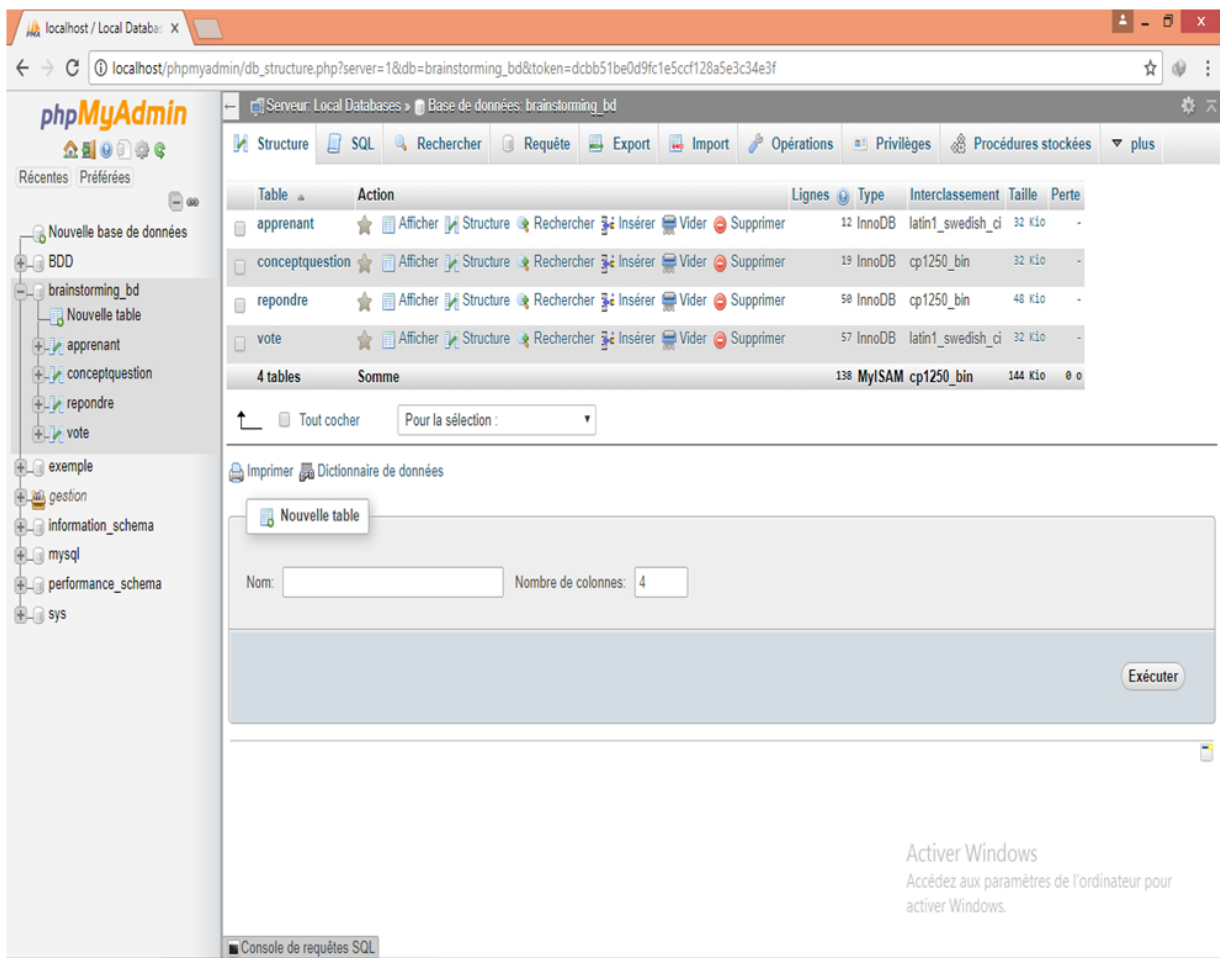 localhost / Local Databas X
localhost/phpmyadmin/db_structure.php?server=1&db=brainstorming_bd&token=dcbb51be0d9fc1e5ccf128a5e3c34e3f
phpMyAdmin
Récentes Préférées
Nouvelle base de données
BDD
brainstorming_bd
Nouvelle table
apprenant
conceptquestion
repondre
vote
exemple
gestion
information_schema
mysql
performance_schema
sys
Serveur: Local Databases » Base de données: brainstorming_bd
Structure SQL Rechercher Requête Export Import Opérations Privilèges Procédures stockées plus
Table Action Lignes Type Interclassement Taille Perte
apprenant Afficher Structure Rechercher Insérer Vider Supprimer 12 InnoDB latin1_swedish_ci 32 Kio -
conceptquestion Afficher Structure Rechercher Insérer Vider Supprimer 19 InnoDB cp1250_bin 32 Kio -
repondre Afficher Structure Rechercher Insérer Vider Supprimer 50 InnoDB cp1250_bin 48 Kio -
vote Afficher Structure Rechercher Insérer Vider Supprimer 57 InnoDB latin1_swedish_ci 32 Kio -
4 tables Somme 138 MyISAM cp1250_bin 144 Kio 0 o
Tout cocher Pour la sélection :
Imprimer Dictionnaire de données
Nouvelle table
Nom: Nombre de colonnes: 4
Exécuter
Activer Windows
Accédez aux paramètres de l'ordinateur pour
activer Windows.
Console de requêtes SQL